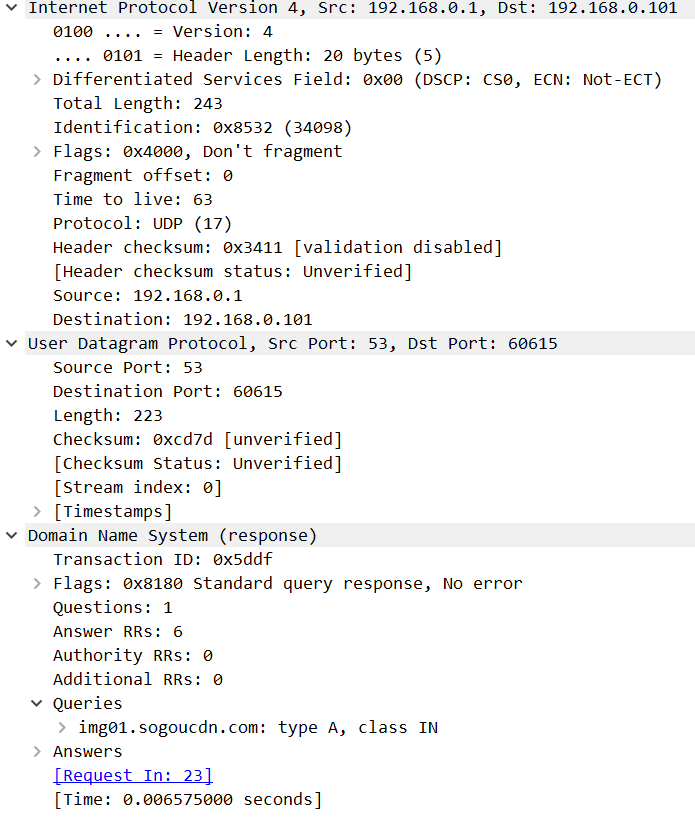 Internet Protocol Version 4, Src: 192.168.0.1, Dst: 192.168.0.101
0100 .... = Version: 4
.... 0101 = Header Length: 20 bytes (5)
Differentiated Services Field: 0x00 (DSCP: CS0, ECN: Not-ECT)
Total Length: 243
Identification: 0x8532 (34098)
Flags: 0x4000, Don't fragment
Fragment offset: 0
Time to live: 63
Protocol: UDP (17)
Header checksum: 0x3411 [validation disabled]
[Header checksum status: Unverified]
Source: 192.168.0.1
Destination: 192.168.0.101
User Datagram Protocol, Src Port: 53, Dst Port: 60615
Source Port: 53
Destination Port: 60615
Length: 223
Checksum: 0xcd7d [unverified]
[Checksum Status: Unverified]
[Stream index: 0]
[Timestamps]
Domain Name System (response)
Transaction ID: 0x5ddf
Flags: 0x8180 Standard query response, No error
Questions: 1
Answer RRs: 6
Authority RRs: 0
Additional RRs: 0
Queries
img01.sogoucdn.com: type A, class IN
Answers
[Request In: 23]
[Time: 0.006575000 seconds]